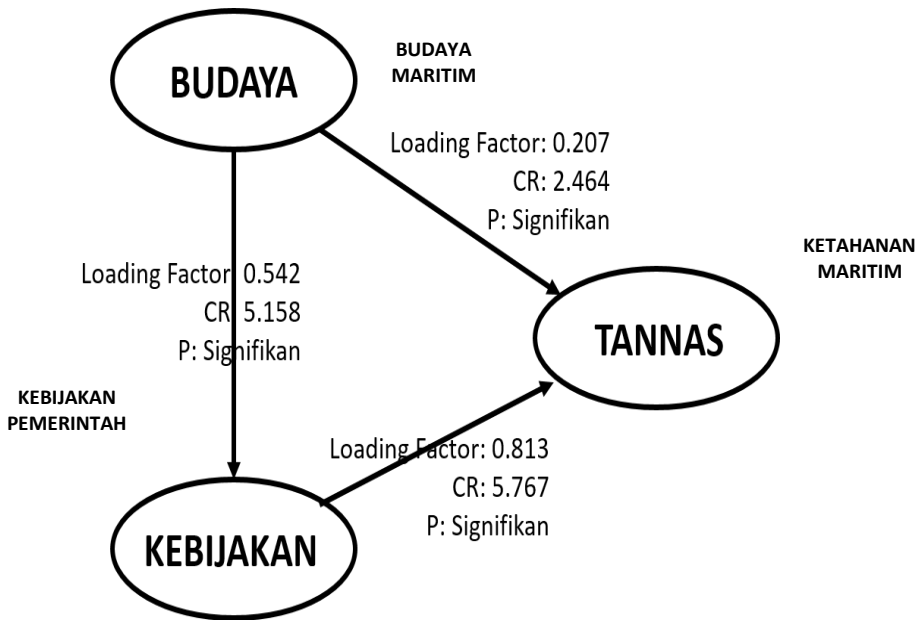 BUDAYA
BUDAYA
MARITIM
Loading Factor: 0.207
CR: 2.464
P: Signifikan
KETAHANAN
MARITIM
Loading Factor: 0.542
CR: 5.158
P: Signifikan
TANNAS
KEBIJAKAN
PEMERINTAH
Loading Factor: 0.813
CR: 5.767
P: Signifikan
KEBIJAKAN